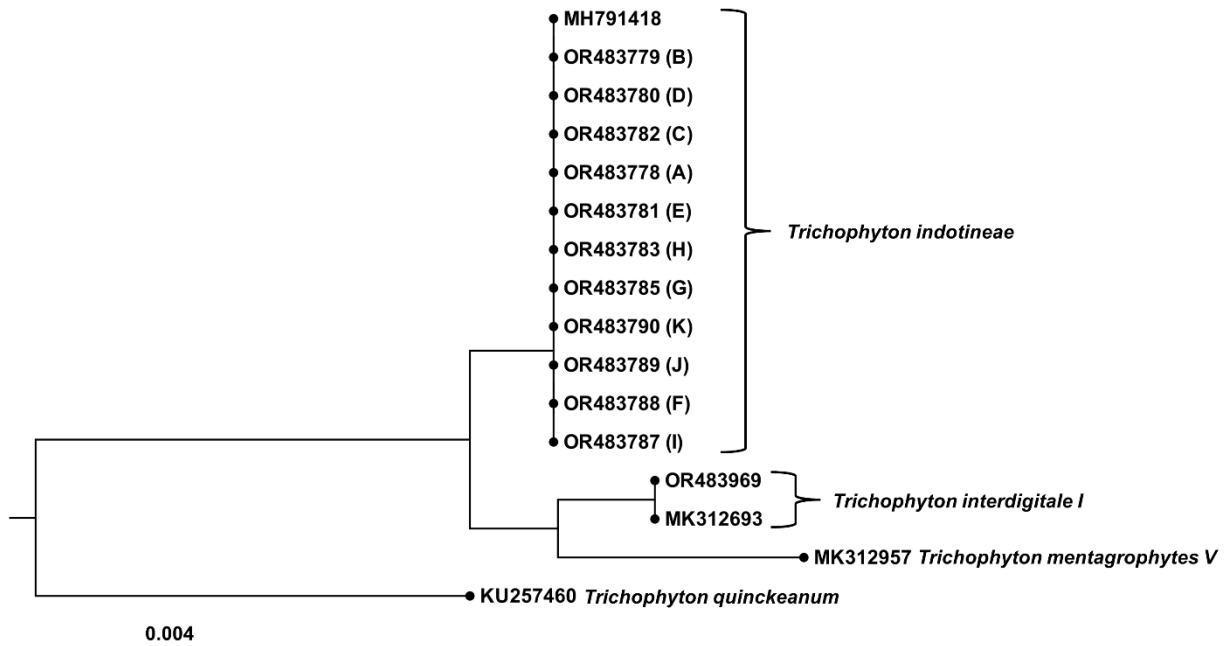 MH791418
OR483779 (B)
OR483780 (D)
OR483782 (C)
OR483778 (A)
OR483781 (E)
Trichophyton indotineae
OR483783 (H)
OR483785 (G)
OR483790 (K)
OR483789 (J)
OR483788 (F)
OR483787 (I)
OR483969
Trichophyton interdigitale I
MK312693
MK312957 Trichophyton mentagrophytes V
KU257460 Trichophyton quinckeanum
0.004